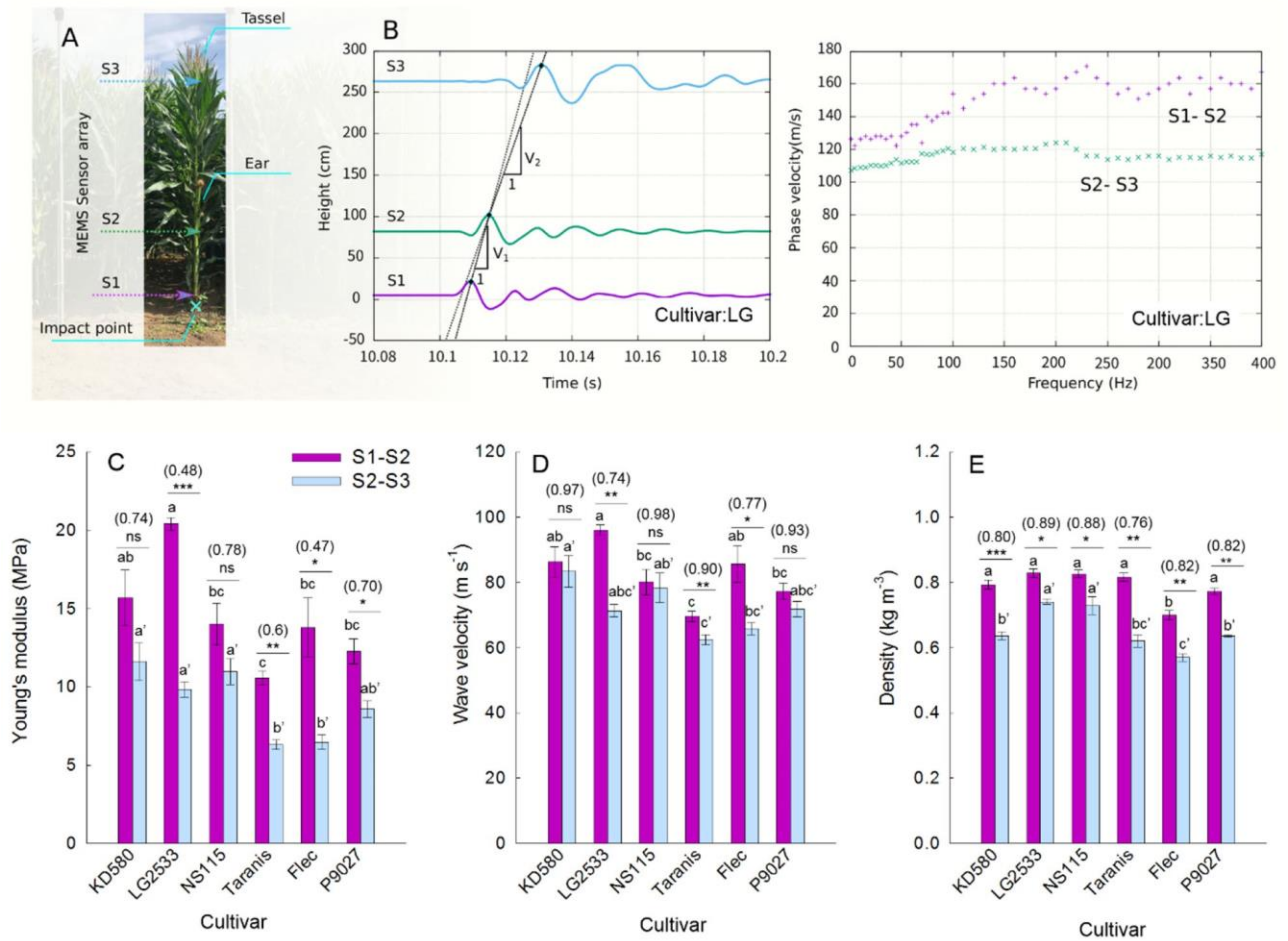 A
Tassel
S3
MEMS Sensor array
Ear
S2
S1
Impact point
B
300
250
200
150
100
50
0
-50
Height (cm)
S3
V2
1
S2
V1
1
S1
Cultivar:LG
10.08
10.1
10.12
10.14
10.16
10.18
10.2
Time (s)
180
160
140
120
100
80
60
40
20
0
Phase velocity(m/s)
S1- S2
S2- S3
Cultivar:LG
0
50
100
150
200
250
300
350
400
Frequency (Hz)
C
S1-S2
S2-S3
25
20
15
10
5
0
Young's modulus (MPa)
(0.74)
ns
ab
a'
(0.48)
***
a
a'
(0.78)
ns
bc
a'
(0.6)
**
c
b'
(0.47)
*
bc
b'
(0.70)
*
bc
ab'
KD580
LG2533
NS115
Taranis
Flec
P9027
Cultivar
D
120
100
80
60
40
20
0
Wave velocity (m s-1)
(0.97)
ns
ab
a'
(0.74)
**
a
abc'
(0.98)
ns
bc
ab'
(0.90)
**
c
c'
(0.77)
*
ab
bc'
(0.93)
ns
bc
abc'
KD580
LG2533
NS115
Taranis
Flec
P9027
Cultivar
E
1.2
1.0
0.8
0.6
0.4
0.2
0.0
Density (kg m-3)
(0.80)
***
a
b'
(0.89)
*
a
a'
(0.88)
*
a
a'
(0.76)
**
a
bc'
(0.82)
**
b
c'
(0.82)
**
a
b'
KD580
LG2533
NS115
Taranis
Flec
P9027
Cultivar